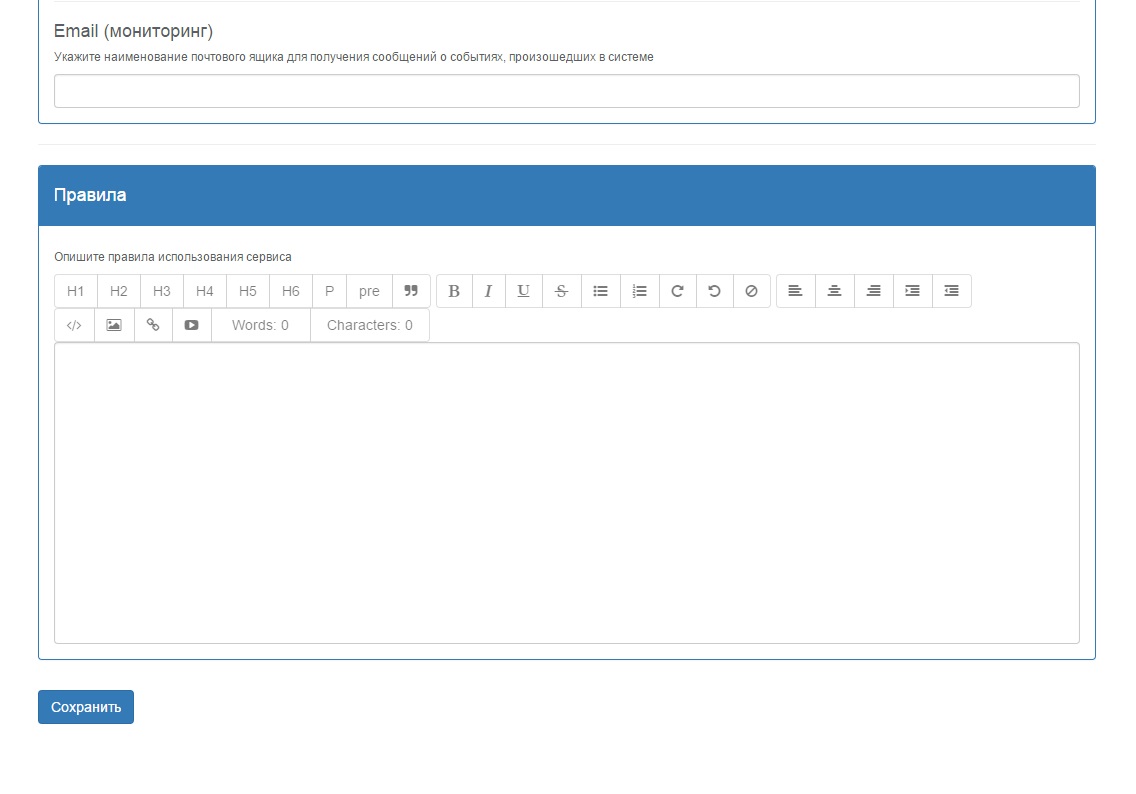 Email (мониторинг)
Укажите наименование почтового ящика для получения сообщений о событиях, произошедших в системе
Правила
Опишите правила использования сервиса
H1 H2 H3 H4 H5 H6 P pre B I U S
Words: 0 Characters: 0
Сохранить